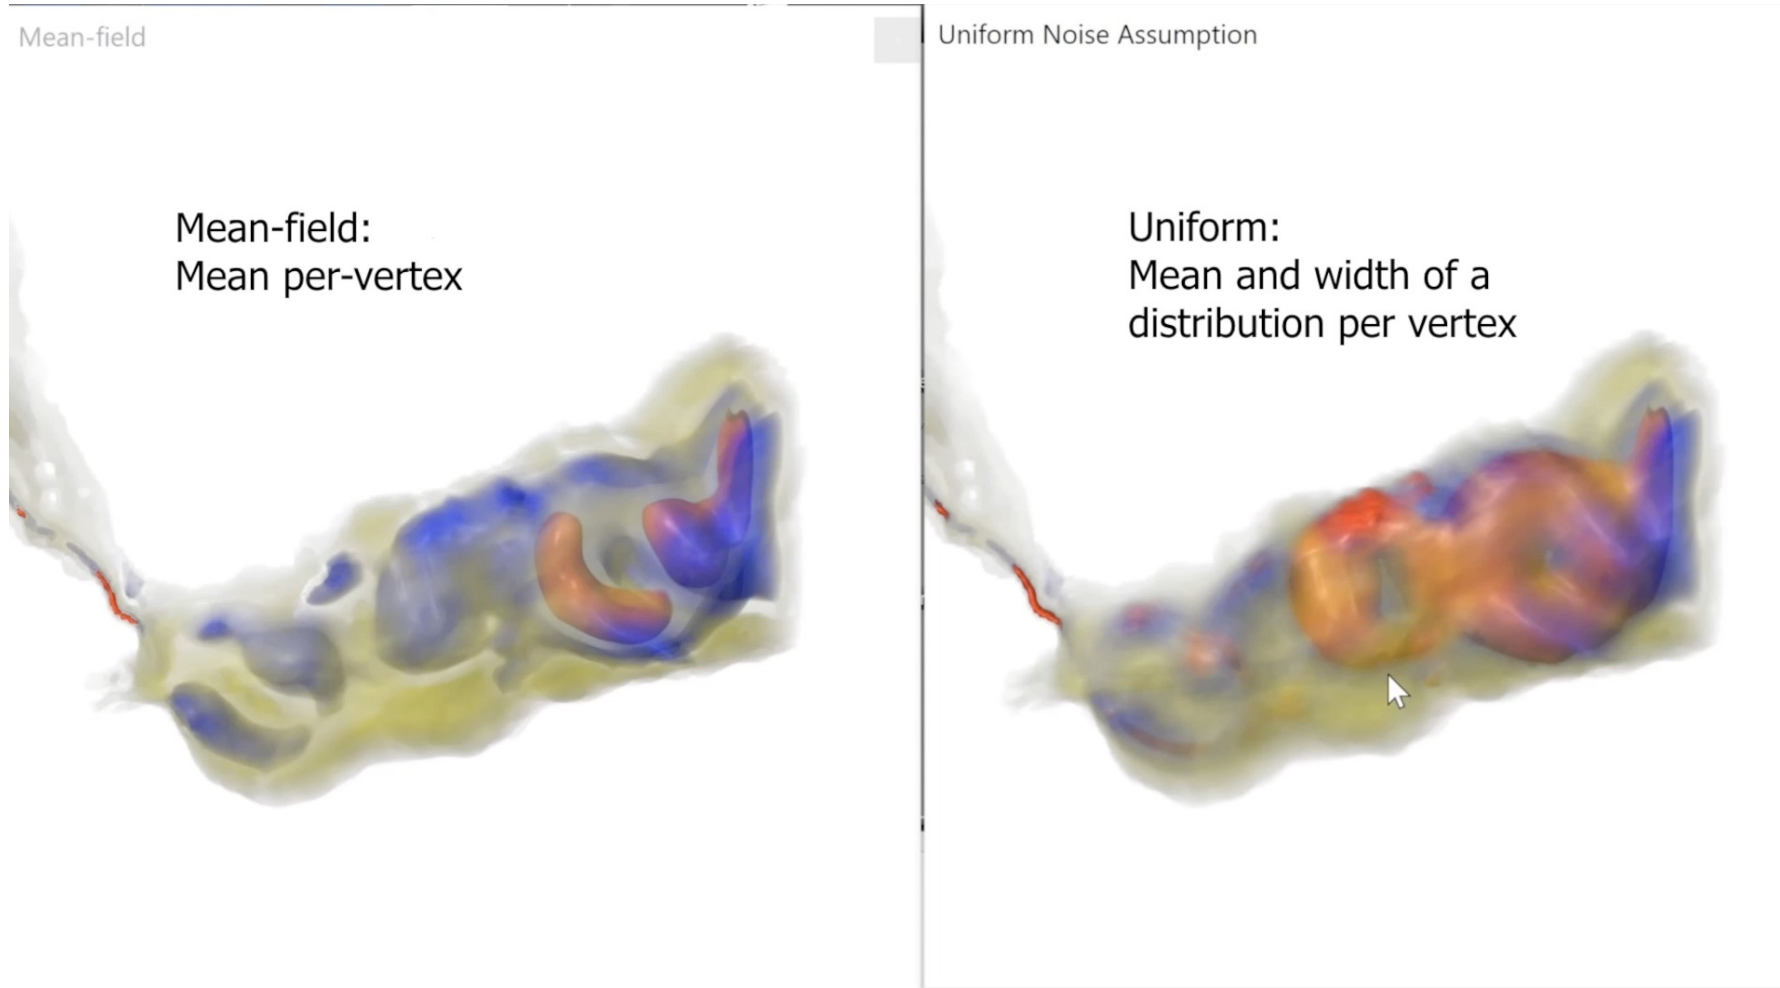 Mean-field
Uniform Noise Assumption
Mean-field:
Mean per-vertex
Uniform:
Mean and width of a
distribution per vertex